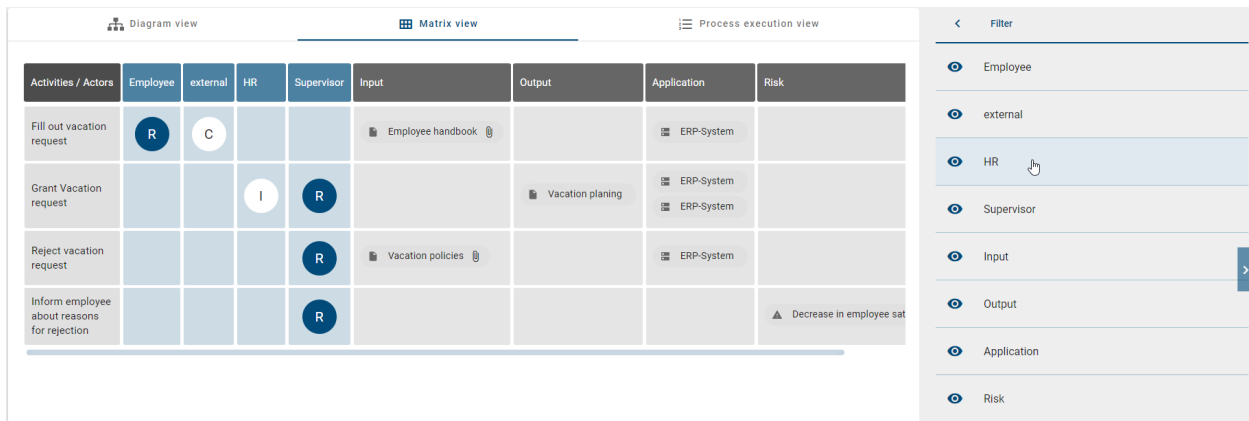 Diagram view
Matrix view
Process execution view
Filter
Activities / Actors
Employee
external
HR
Supervisor
Input
Output
Application
Risk
Fill out vacation
request
R
C
Employee handbook
ERP-System
Grant Vacation
request
I
R
Vacation planing
ERP-System
ERP-System
Reject vacation
request
R
Vacation policies
ERP-System
Inform employee
about reasons
for rejection
R
Decrease in employee sat
Employee
external
HR
Supervisor
Input
Output
Application
Risk